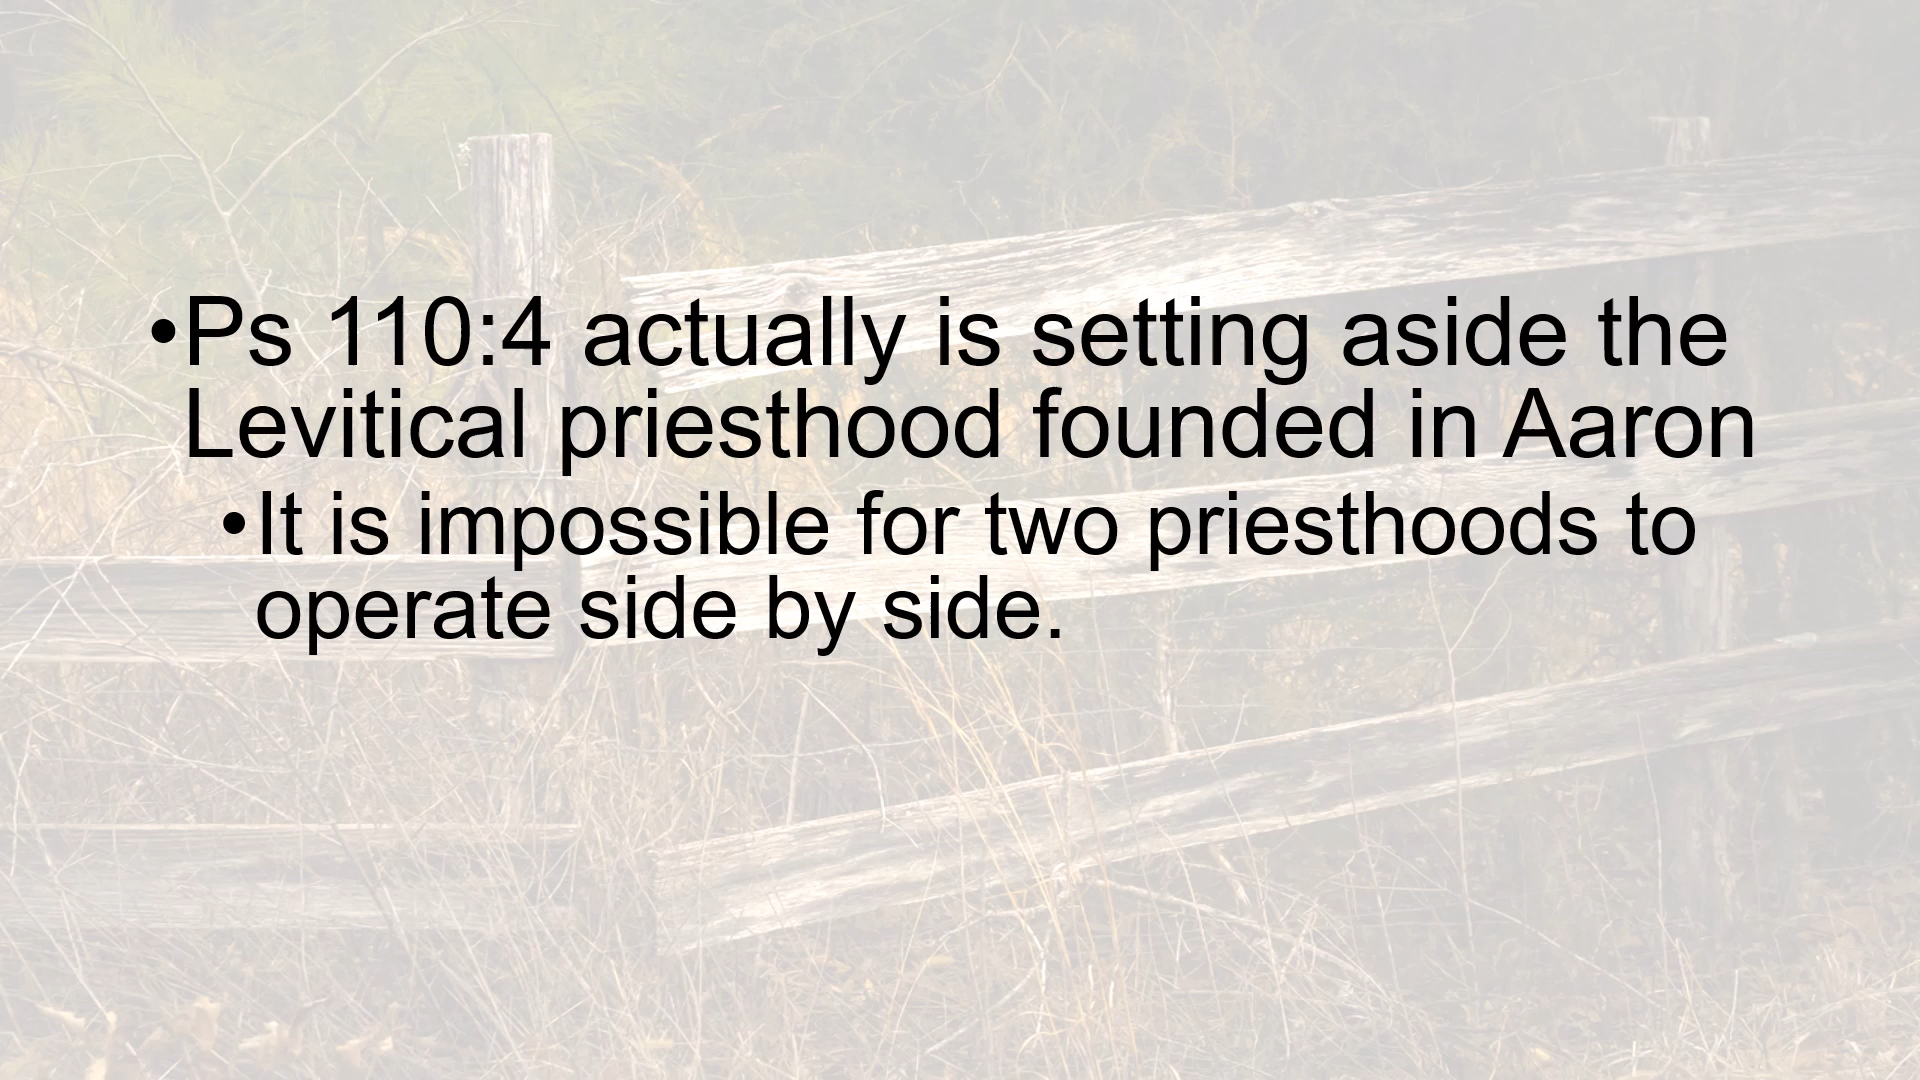 •Ps 110:4 actually is setting aside the
Levitical priesthood founded in Aaron
•It is impossible for two priesthoods to
operate side by side.